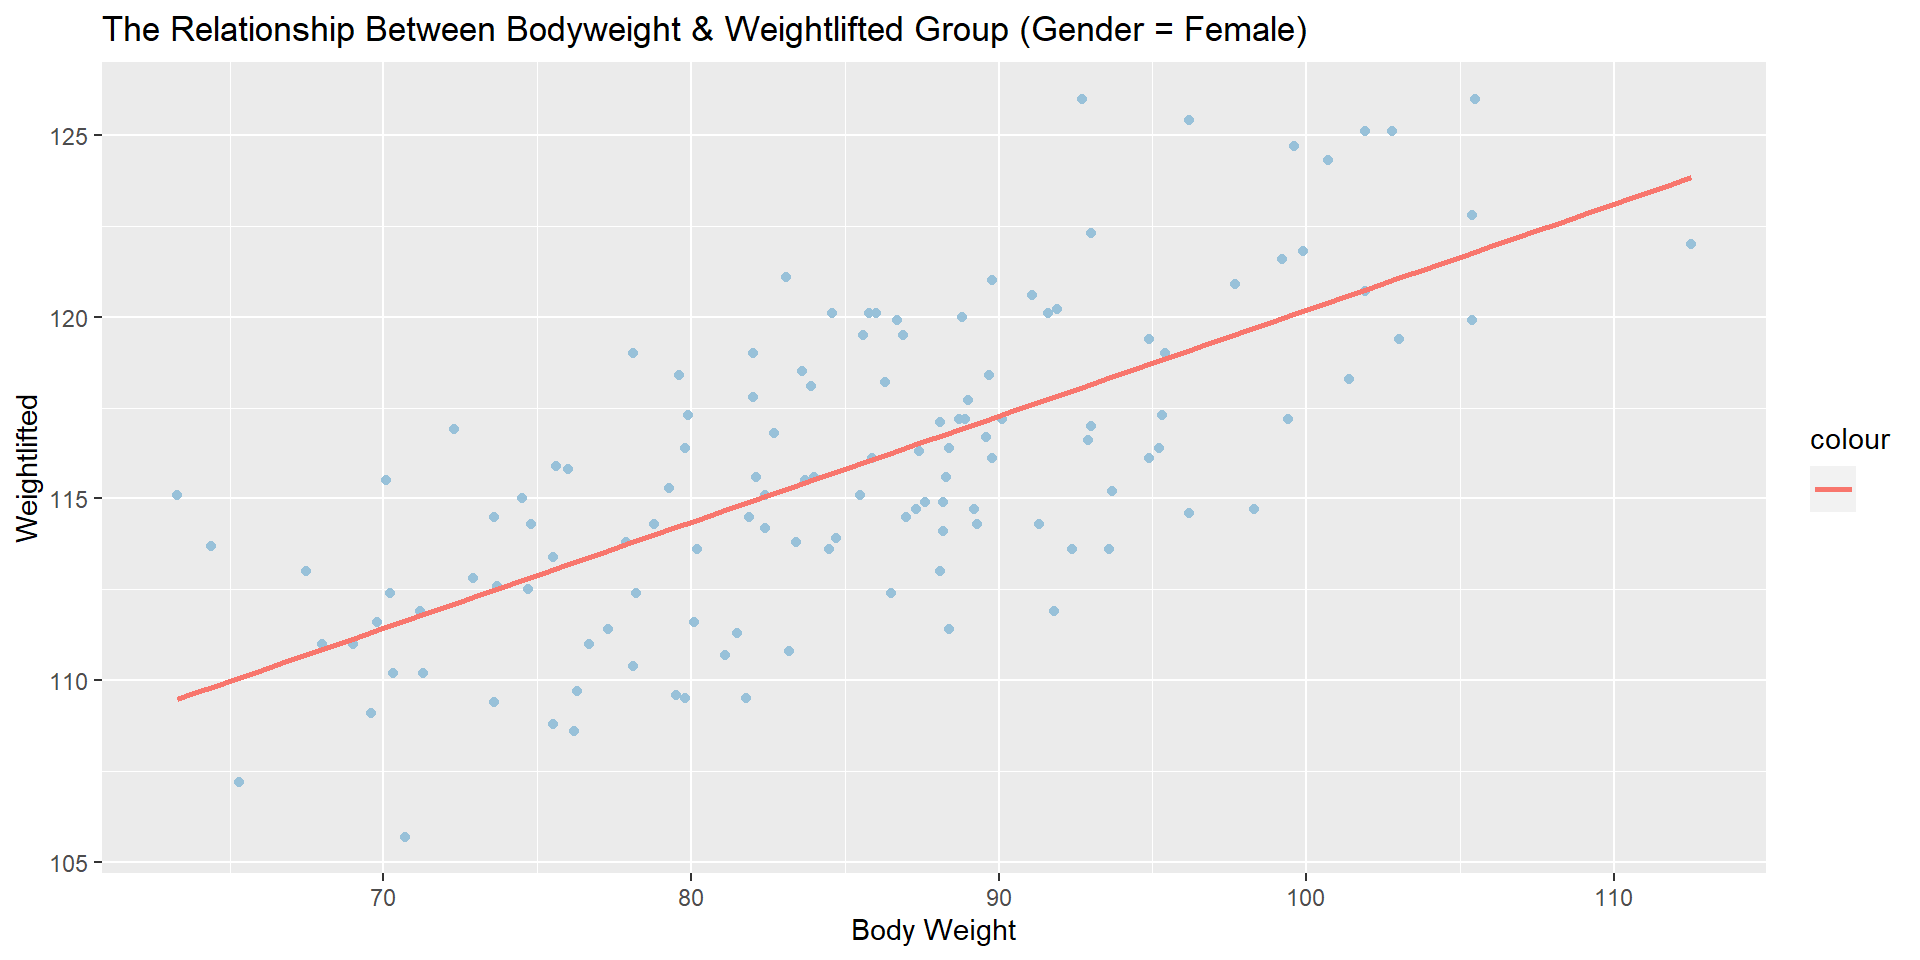 The Relationship Between Bodyweight & Weightlifted Group (Gender = Female)
125
120
115
110
105
Weightlifted
70 80 90 100 110
Body Weight
colour